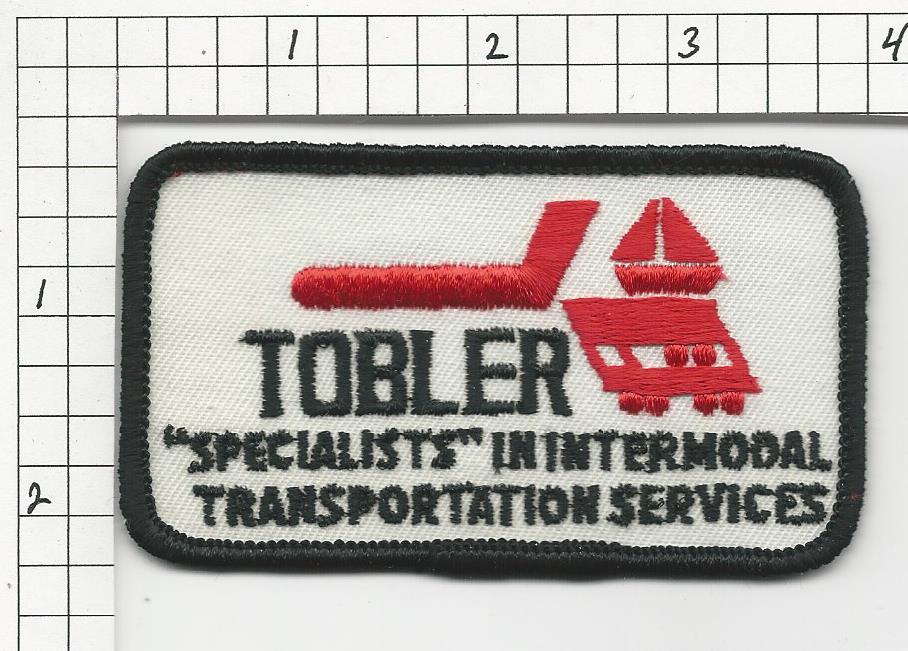 1 2 3 4
1
2
TOBLER
"SPECIALISTS" IN INTERMODAL
TRANSPORTATION SERVICES